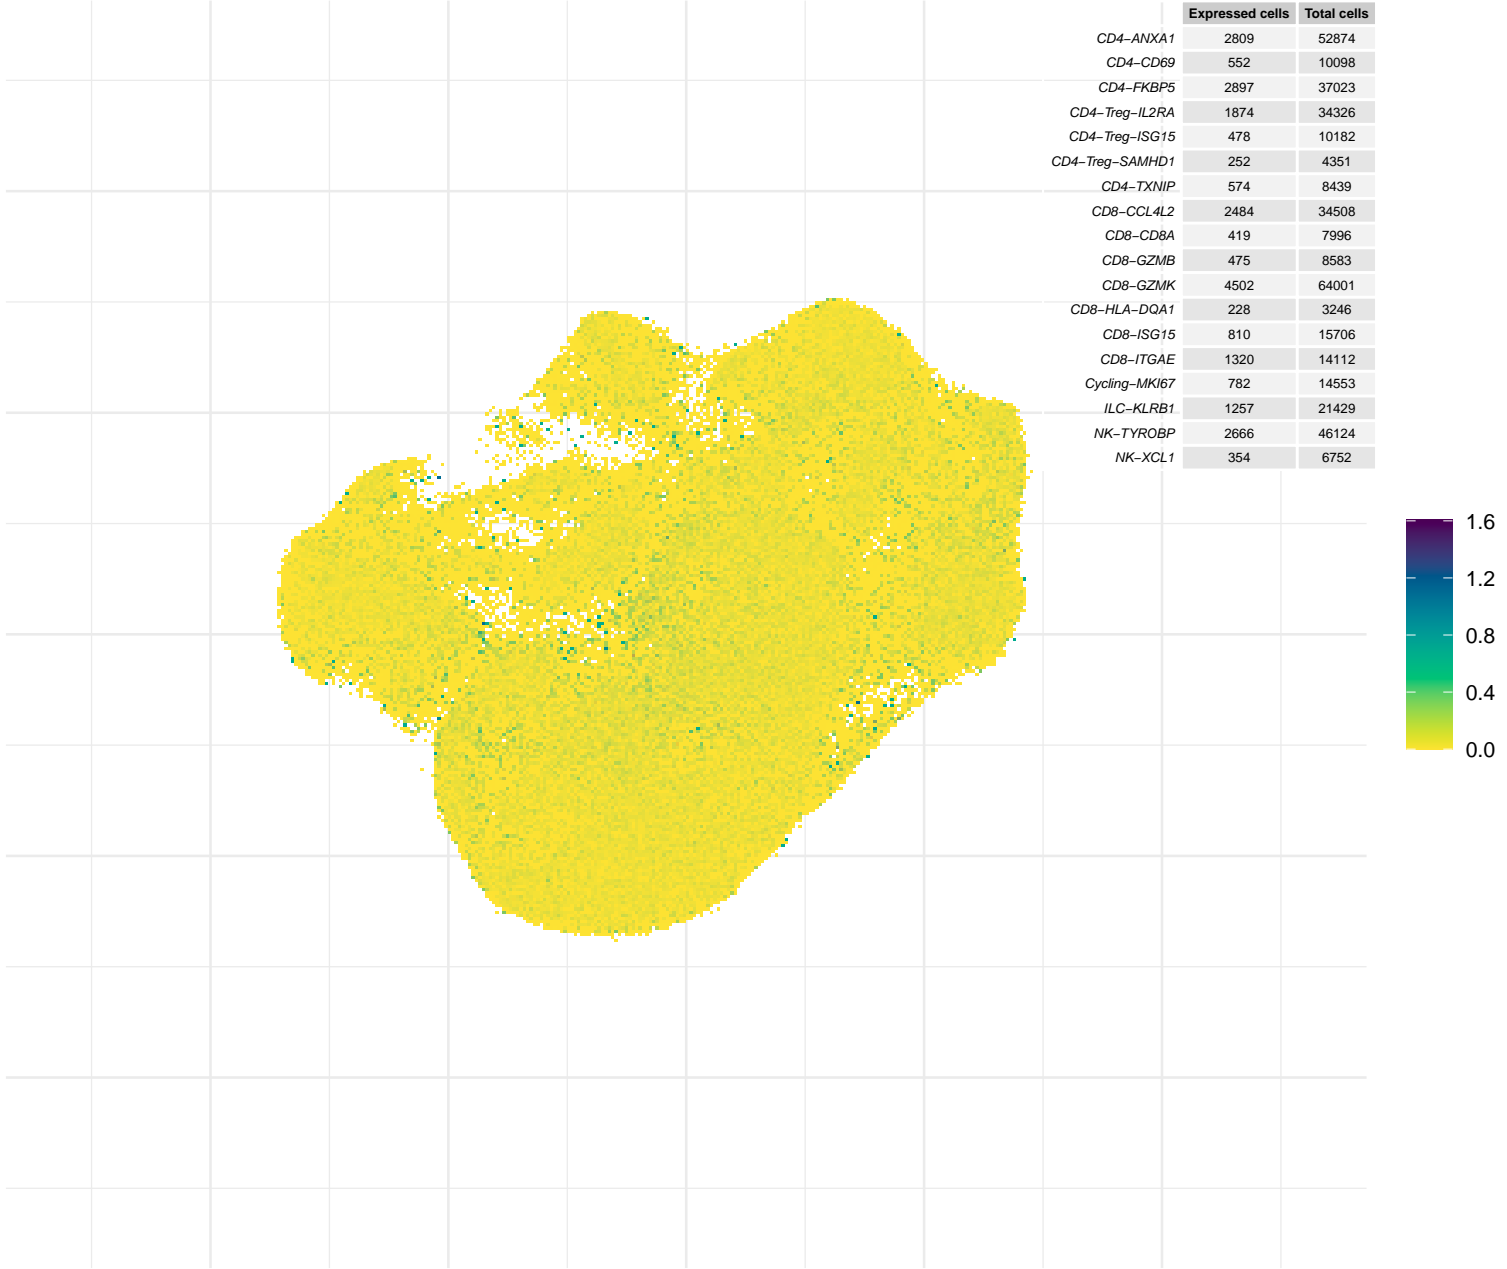 Expressed cells Total cells
CD4−ANXA1 2809 52874
CD4−CD69 552 10098
CD4−FKBP5 2897 37023
CD4−Treg−IL2RA 1874 34326
CD4−Treg−ISG15 478 10182
CD4−Treg−SAMHD1 252 4351
CD4−TXNIP 574 8439
CD8−CCL4L2 2484 34508
CD8−CD8A 419 7996
CD8−GZMB 475 8583
CD8−GZMK 4502 64001
CD8−HLA−DQA1 228 3246
CD8−ISG15 810 15706
CD8−ITGAE 1320 14112
Cycling−MKI67 782 14553
ILC−KLRB1 1257 21429
NK−TYROBP 2666 46124
NK−XCL1 354 6752
1.6
1.2
0.8
0.4
0.0